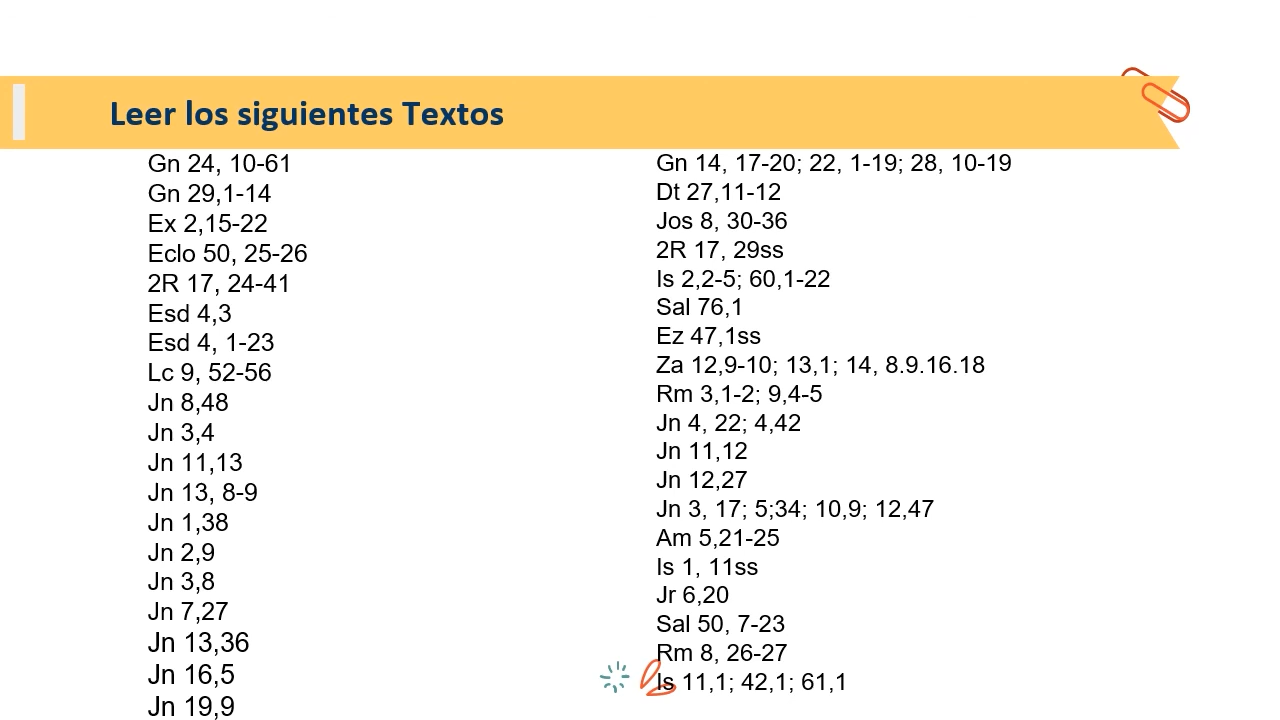 Leer los siguientes Textos
Gn 24, 10-61
Gn 29,1-14
Ex 2,15-22
Eclo 50, 25-26
2R 17, 24-41
Esd 4,3
Esd 4, 1-23
Lc 9, 52-56
Jn 8,48
Jn 3,4
Jn 11,13
Jn 13, 8-9
Jn 1,38
Jn 2,9
Jn 3,8
Jn 7,27
Jn 13,36
Jn 16,5
Jn 19,9
Gn 14, 17-20; 22, 1-19; 28, 10-19
Dt 27,11-12
Jos 8, 30-36
2R 17, 29ss
Is 2,2-5; 60,1-22
Sal 76,1
Ez 47,1ss
Za 12,9-10; 13,1; 14, 8.9.16.18
Rm 3,1-2; 9,4-5
Jn 4, 22; 4,42
Jn 11,12
Jn 12,27
Jn 3, 17; 5;34; 10,9; 12,47
Am 5,21-25
Is 1, 11ss
Jr 6,20
Sal 50, 7-23
Rm 8, 26-27
Is 11,1; 42,1; 61,1